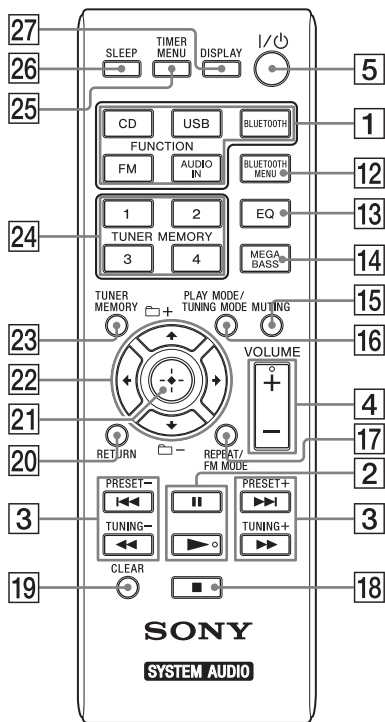 27
SLEEP
TIMER
MENU
DISPLAY
I/
26
25
5
CD
USB
BLUETOOTH
1
FUNCTION
FM
AUDIO
IN
BLUETOOTH
MENU
12
1
2
EQ
13
24
TUNER MEMORY
3
4
MEGA
BASS
14
TUNER
MEMORY
+
PLAY MODE/
TUNING MODE
MUTING
15
23
16
22
VOLUME
+
–
4
21
20
RETURN
–
REPEAT/
FM MODE
17
2
PRESET–
PRESET+
3
TUNING–
TUNING+
3
CLEAR
19
18
SONY
SYSTEM AUDIO